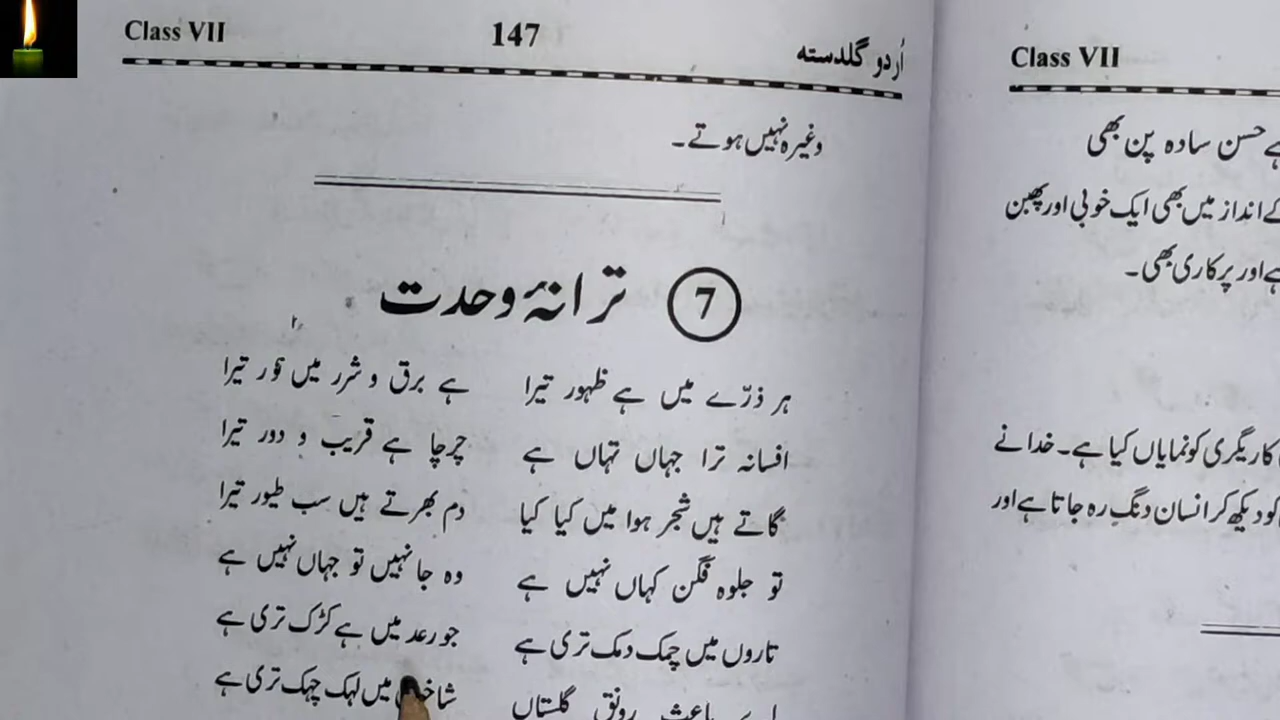 Class VII 147 اُردو گلدستہ
وغیرہ نہیں ہوتے۔
7 ترانۂ وحدت
ہر ذرّے میں ہے ظہور تیرا ہے برق و شرر میں نور تیرا
افسانہ ترا جہاں تہاں ہے چرچا ہے قریب و دور تیرا
گاتے ہیں شجر ہوا میں کیا کیا دم بھرتے ہیں سب طیور تیرا
تو جلوہ فگن کہاں نہیں ہے وہ جا نہیں تو جہاں نہیں ہے
تاروں میں چمک دمک تری ہے جو رعد میں ہے کڑک تری ہے
اے باعثِ رونقِ گلستاں میں لہک چہک تری ہے
Class VII
ہے حسن سادہ پن بھی
کے انداز میں بھی ایک خوبی اور پھبن
ہے اور پرکاری بھی۔
کاریگری کو نمایاں کیا ہے۔ خدا نے
کو دیکھ کر انسان دنگ رہ جاتا ہے اور